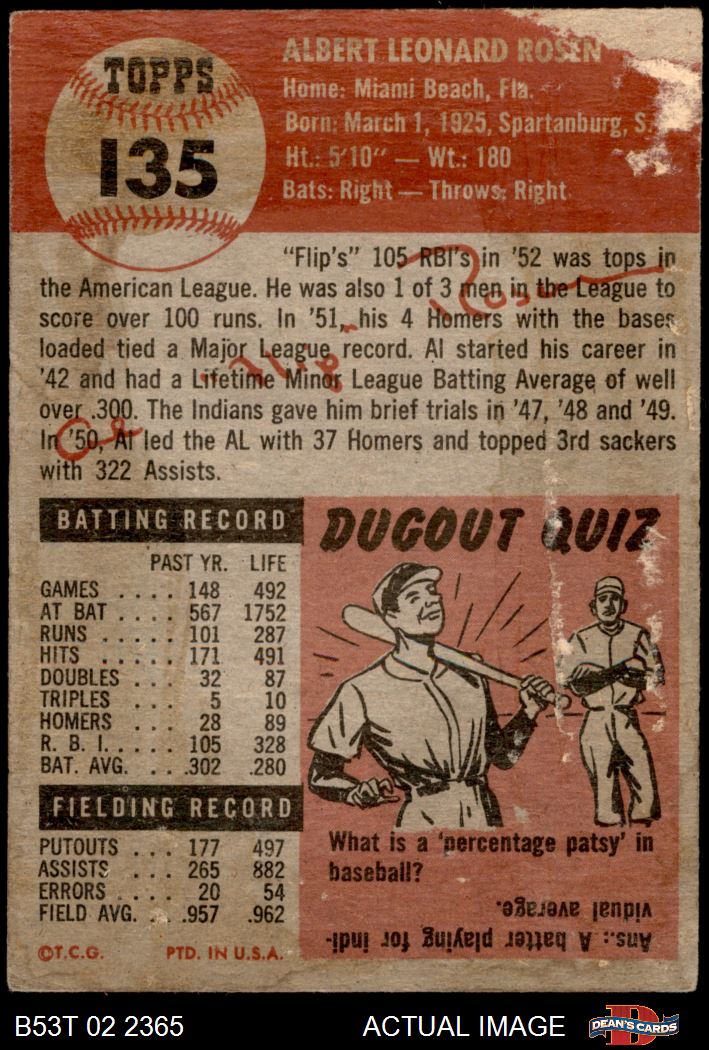 TOPPS
135
ALBERT LEONARD ROSEN
Home: Miami Beach, Fla.
Born: March 1, 1925, Spartanburg, S.
Ht.: 5'10" — Wt.: 180
Bats: Right — Throws: Right
"Flip's" 105 RBI's in '52 was tops in
the American League. He was also 1 of 3 men in the League to
score over 100 runs. In '51, his 4 Homers with the bases
loaded tied a Major League record. Al started his career in
'42 and had a Lifetime Minor League Batting Average of well
over .300. The Indians gave him brief trials in '47, '48 and '49.
In '50, Al led the AL with 37 Homers and topped 3rd sackers
with 322 Assists.
Al "Flip" Rosen
BATTING RECORD
PAST YR. LIFE
GAMES .... 148 492
AT BAT .... 567 1752
RUNS ..... 101 287
HITS ..... 171 491
DOUBLES ... 32 87
TRIPLES ... 5 10
HOMERS ... 28 89
R. B. I. .... 105 328
BAT. AVG. ... .302 .280
FIELDING RECORD
PUTOUTS ... 177 497
ASSISTS ... 265 882
ERRORS ... 20 54
FIELD AVG. .. .957 .962
©T.C.G. PTD. IN U.S.A.
DUGOUT QUIZ
What is a 'percentage patsy' in
baseball?
Ans.: A batter playing for indi-
vidual average.
B53T 02 2365 ACTUAL IMAGE
D
DEAN'S CARDS